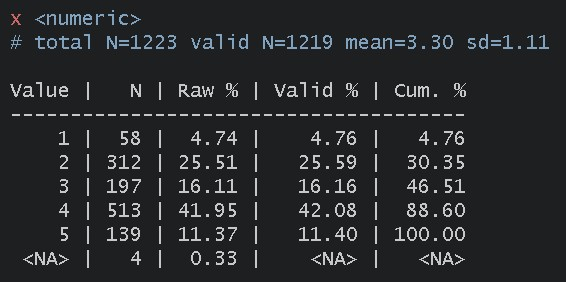 x <numeric>
# total N=1223 valid N=1219 mean=3.30 sd=1.11
Value | N | Raw % | Valid % | Cum. %
----------------------------------------
1 | 58 | 4.74 | 4.76 | 4.76
2 | 312 | 25.51 | 25.59 | 30.35
3 | 197 | 16.11 | 16.16 | 46.51
4 | 513 | 41.95 | 42.08 | 88.60
5 | 139 | 11.37 | 11.40 | 100.00
<NA> | 4 | 0.33 | <NA> | <NA>